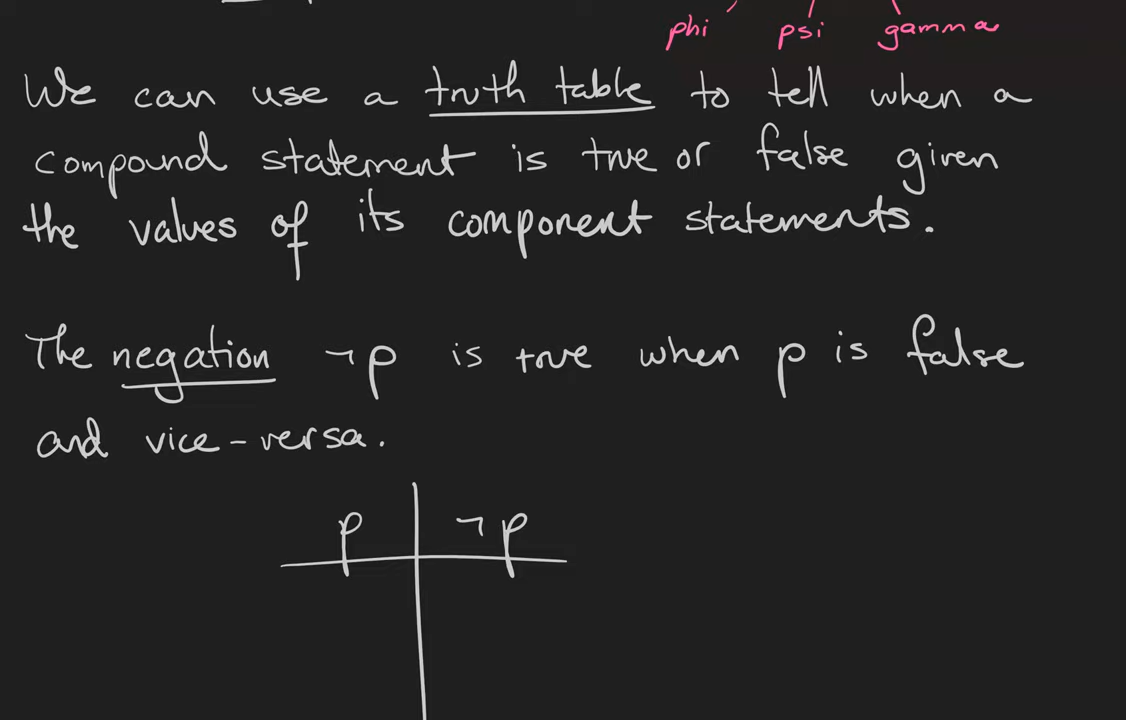 phi psi gamma
We can use a truth table to tell when a
compound statement is true or false given
the values of its component statements.
The negation ¬p is true when p is false
and vice-versa.
p ¬p